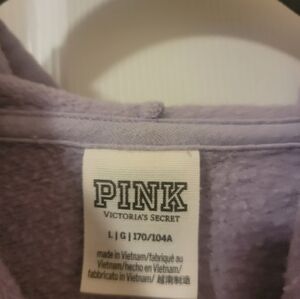 PINK
VICTORIA'S SECRET
L | G | 170/104A
made in Vietnam/fabriqué au
Vietnam/hecho en Vietnam/
fabbricato in Vietnam/ 越南制造